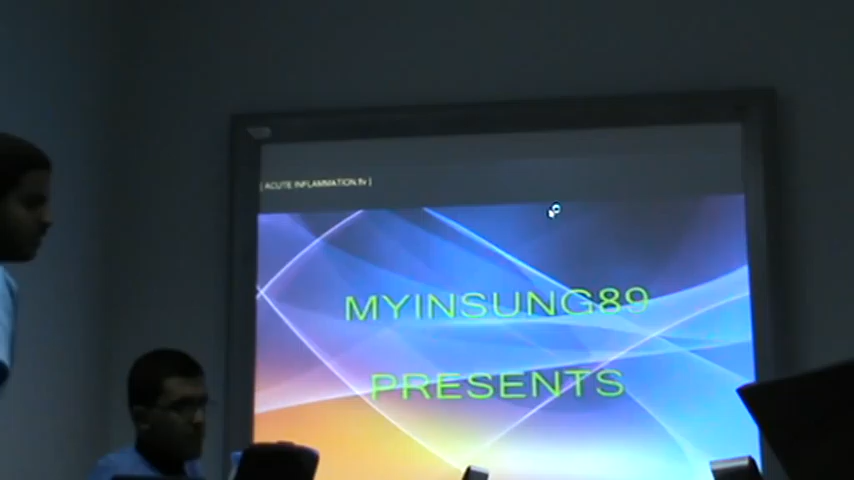 [ ACUTE INFLAMMATION.flv ]
MYINSUNG89
PRESENTS